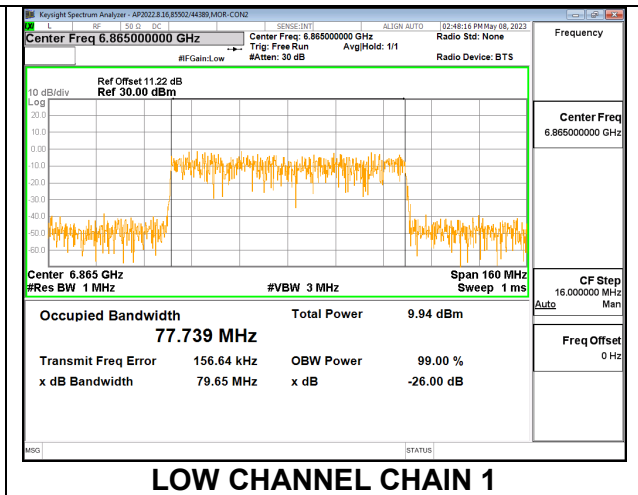 Keysight Spectrum Analyzer - AP2022.8.16,85502/44389,MOR-CON2
L RF 50 Ω DC SENSE:INT ALIGN AUTO 02:48:16 PM May 08, 2023
Center Freq 6.865000000 GHz
Center Freq: 6.865000000 GHz Radio Std: None
Trig: Free Run Avg|Hold: 1/1
#IFGain:Low #Atten: 30 dB Radio Device: BTS
Frequency
Ref Offset 11.22 dB
10 dB/div Ref 30.00 dBm
Log
20.0
10.0
0.00
-10.0
-20.0
-30.0
-40.0
-50.0
-60.0
Center 6.865 GHz Span 160 MHz
#Res BW 1 MHz #VBW 3 MHz Sweep 1 ms
Center Freq
6.865000000 GHz
CF Step
16.000000 MHz
Auto Man
Freq Offset
0 Hz
Occupied Bandwidth Total Power 9.94 dBm
77.739 MHz
Transmit Freq Error 156.64 kHz OBW Power 99.00 %
x dB Bandwidth 79.65 MHz x dB -26.00 dB
MSG STATUS
LOW CHANNEL CHAIN 1